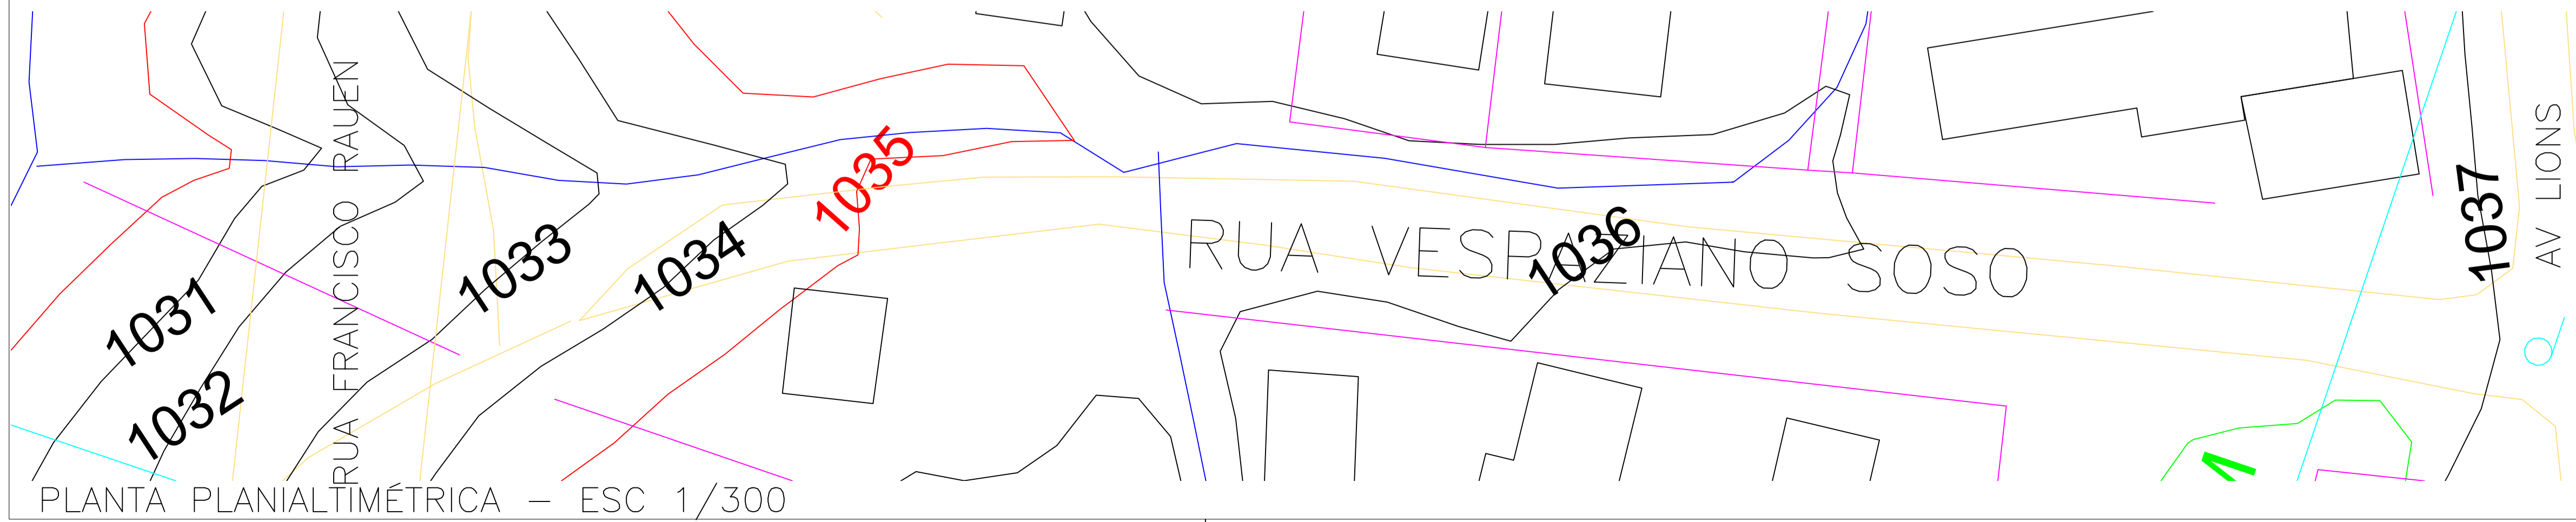 1031
1032
RUA FRANCISCO RAUEN
1033
1034
1035
RUA VESPAZIANO SOSO
1036
1037
AV LIONS
PLANTA PLANIALTIMÉTRICA - ESC 1/300